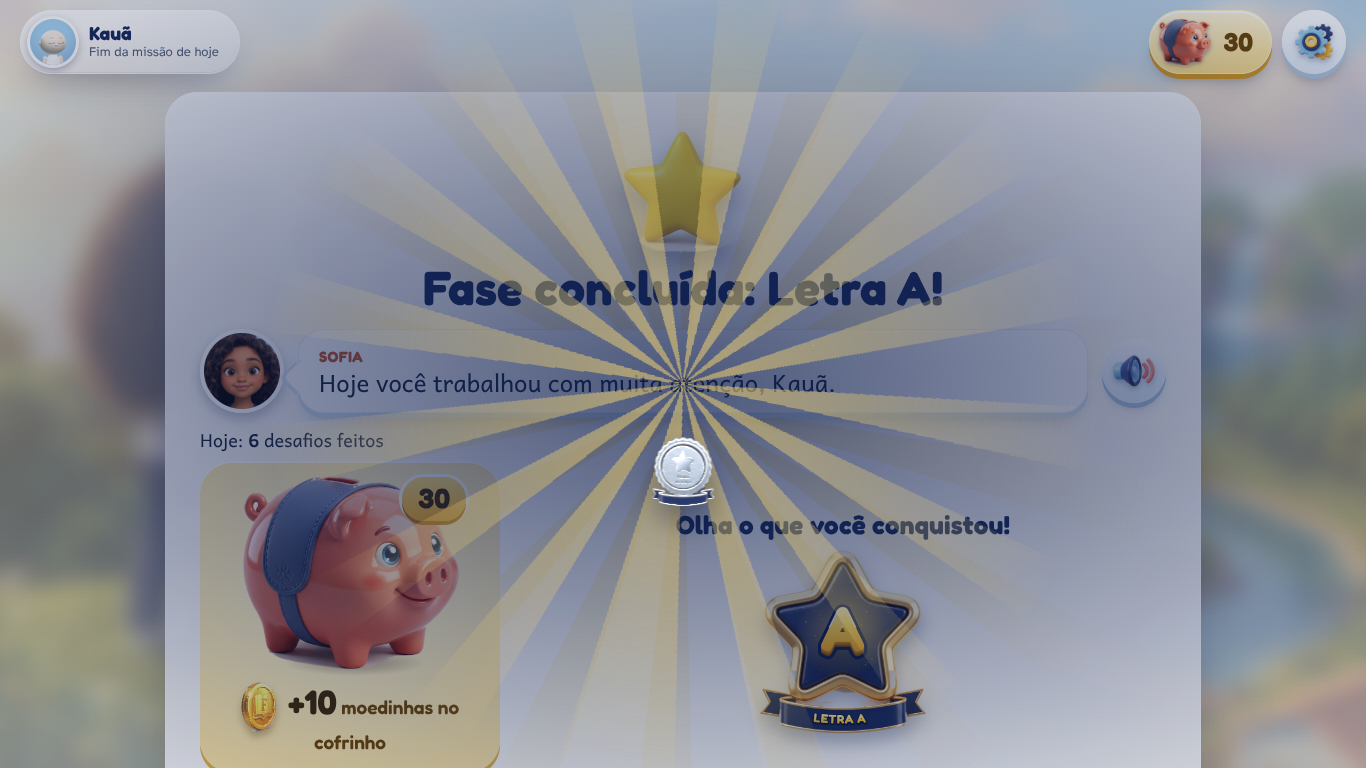 Kauã
Fim da missão de hoje
30
Fase concluída: Letra A!
SOFIA
Hoje você trabalhou com muita atenção, Kauã.
Hoje: 6 desafios feitos
30
Olha o que você conquistou!
A
LETRA A
+10 moedinhas no
cofrinho